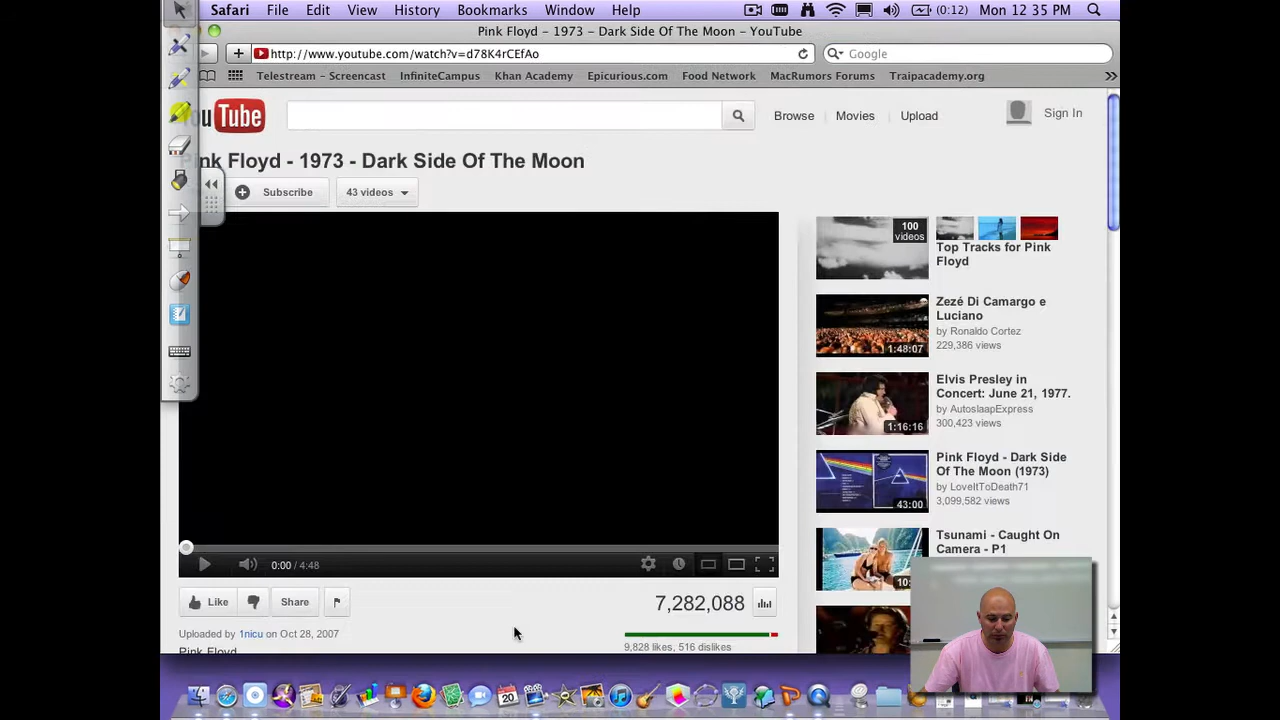 Safari File Edit View History Bookmarks Window Help (0:12) Mon 12:35 PM
Pink Floyd - 1973 - Dark Side Of The Moon - YouTube
http://www.youtube.com/watch?v=d78K4rCEfAo
Google
Telestream - Screencast InfiniteCampus Khan Academy Epicurious.com Food Network MacRumors Forums Traipacademy.org
ou Tube
Browse Movies Upload Sign In
nk Floyd - 1973 - Dark Side Of The Moon
Subscribe 43 videos
100
videos
Top Tracks for Pink
Floyd
Zezé Di Camargo e
Luciano
by Ronaldo Cortez
229,386 views
1:48:07
Elvis Presley in
Concert: June 21, 1977.
by AutoslaapExpress
300,423 views
1:16:16
Pink Floyd - Dark Side
Of The Moon (1973)
by LoveItToDeath71
3,099,582 views
43:00
Tsunami - Caught On
Camera - P1
10:
0:00 / 4:48
Like Share 7,282,088
Uploaded by 1nicu on Oct 28, 2007
9,828 likes, 516 dislikes
Pink Floyd
20